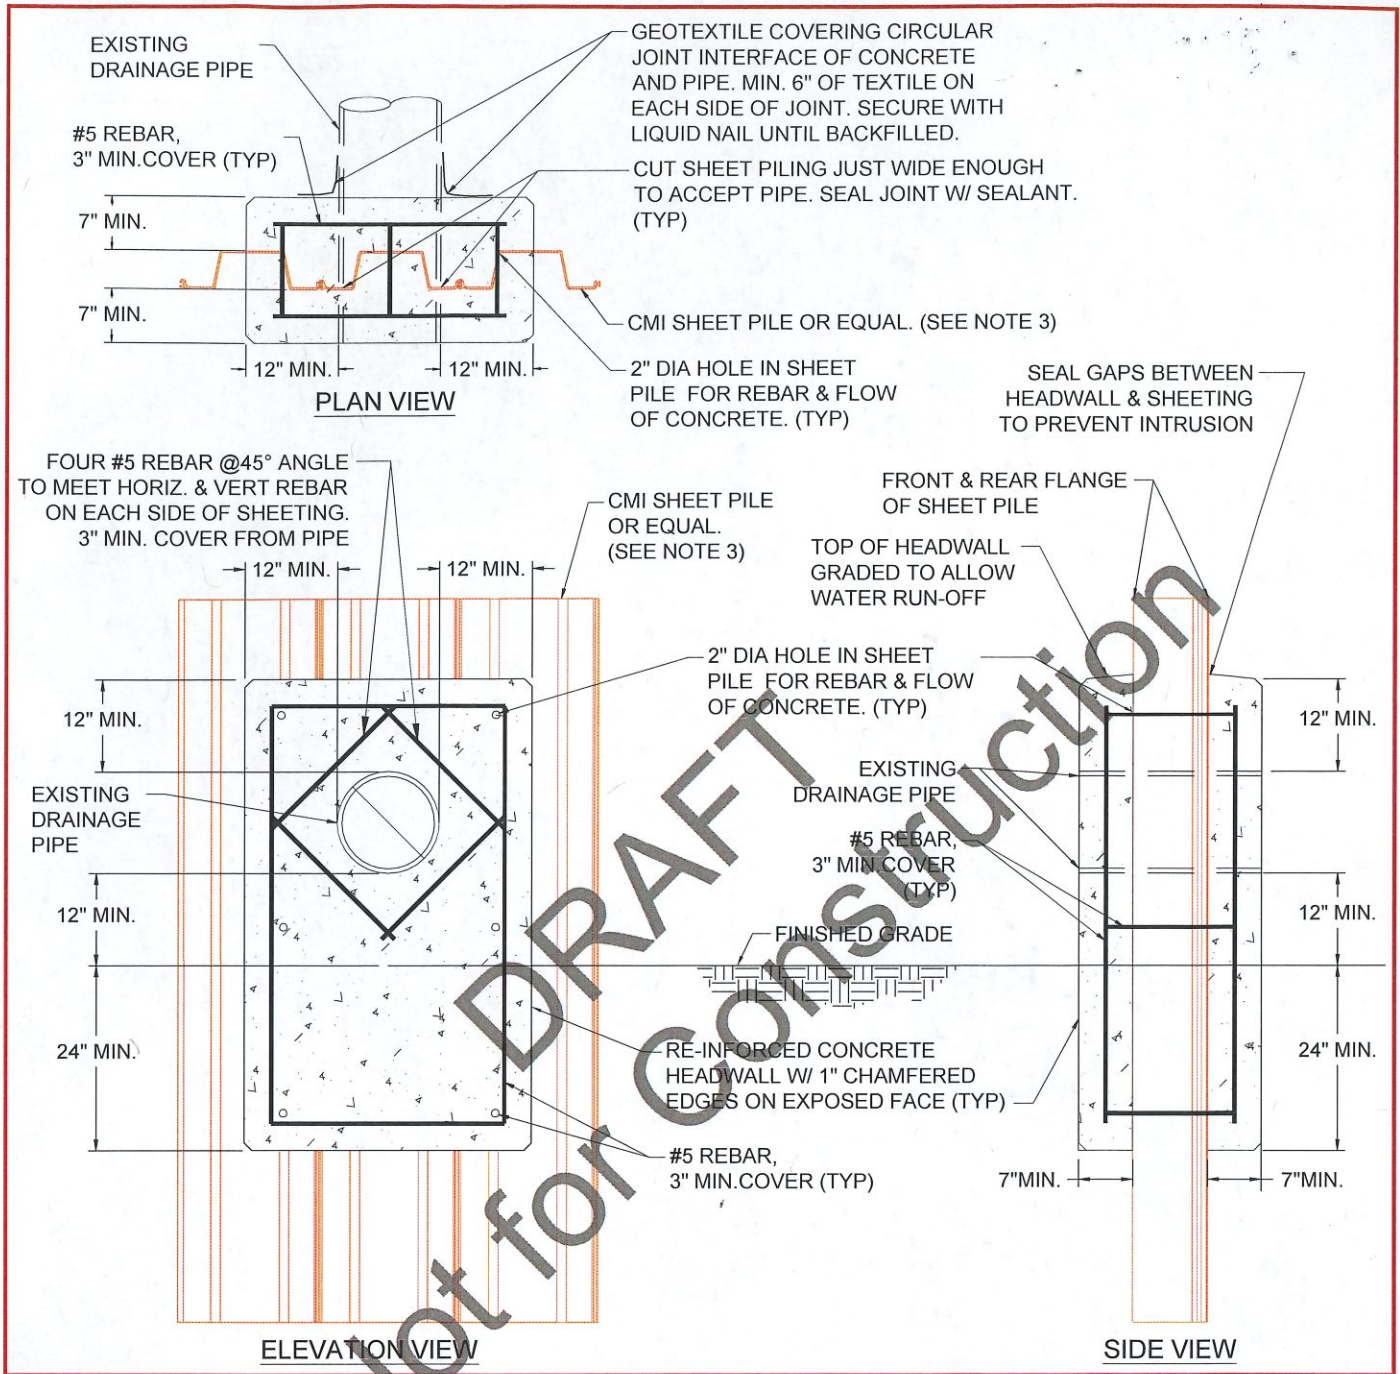 EXISTING
DRAINAGE PIPE
#5 REBAR,
3" MIN.COVER (TYP)
GEOTEXTILE COVERING CIRCULAR
JOINT INTERFACE OF CONCRETE
AND PIPE. MIN. 6" OF TEXTILE ON
EACH SIDE OF JOINT. SECURE WITH
LIQUID NAIL UNTIL BACKFILLED.
CUT SHEET PILING JUST WIDE ENOUGH
TO ACCEPT PIPE. SEAL JOINT W/ SEALANT.
(TYP)
7" MIN.
7" MIN.
CMI SHEET PILE OR EQUAL. (SEE NOTE 3)
12" MIN.
12" MIN.
2" DIA HOLE IN SHEET
PILE FOR REBAR & FLOW
OF CONCRETE. (TYP)
PLAN VIEW
SEAL GAPS BETWEEN
HEADWALL & SHEETING
TO PREVENT INTRUSION
FOUR #5 REBAR @45° ANGLE
TO MEET HORIZ. & VERT REBAR
ON EACH SIDE OF SHEETING.
3" MIN. COVER FROM PIPE
CMI SHEET PILE
OR EQUAL.
(SEE NOTE 3)
FRONT & REAR FLANGE
OF SHEET PILE
TOP OF HEADWALL
GRADED TO ALLOW
WATER RUN-OFF
12" MIN.
12" MIN.
2" DIA HOLE IN SHEET
PILE FOR REBAR & FLOW
OF CONCRETE. (TYP)
12" MIN.
12" MIN.
EXISTING
DRAINAGE
PIPE
EXISTING
DRAINAGE PIPE
#5 REBAR,
3" MIN.COVER
(TYP)
12" MIN.
12" MIN.
FINISHED GRADE
24" MIN.
24" MIN.
RE-INFORCED CONCRETE
HEADWALL W/ 1" CHAMFERED
EDGES ON EXPOSED FACE (TYP)
#5 REBAR,
3" MIN.COVER (TYP)
7"MIN.
7"MIN.
ELEVATION VIEW
SIDE VIEW
DRAFT
for Construction